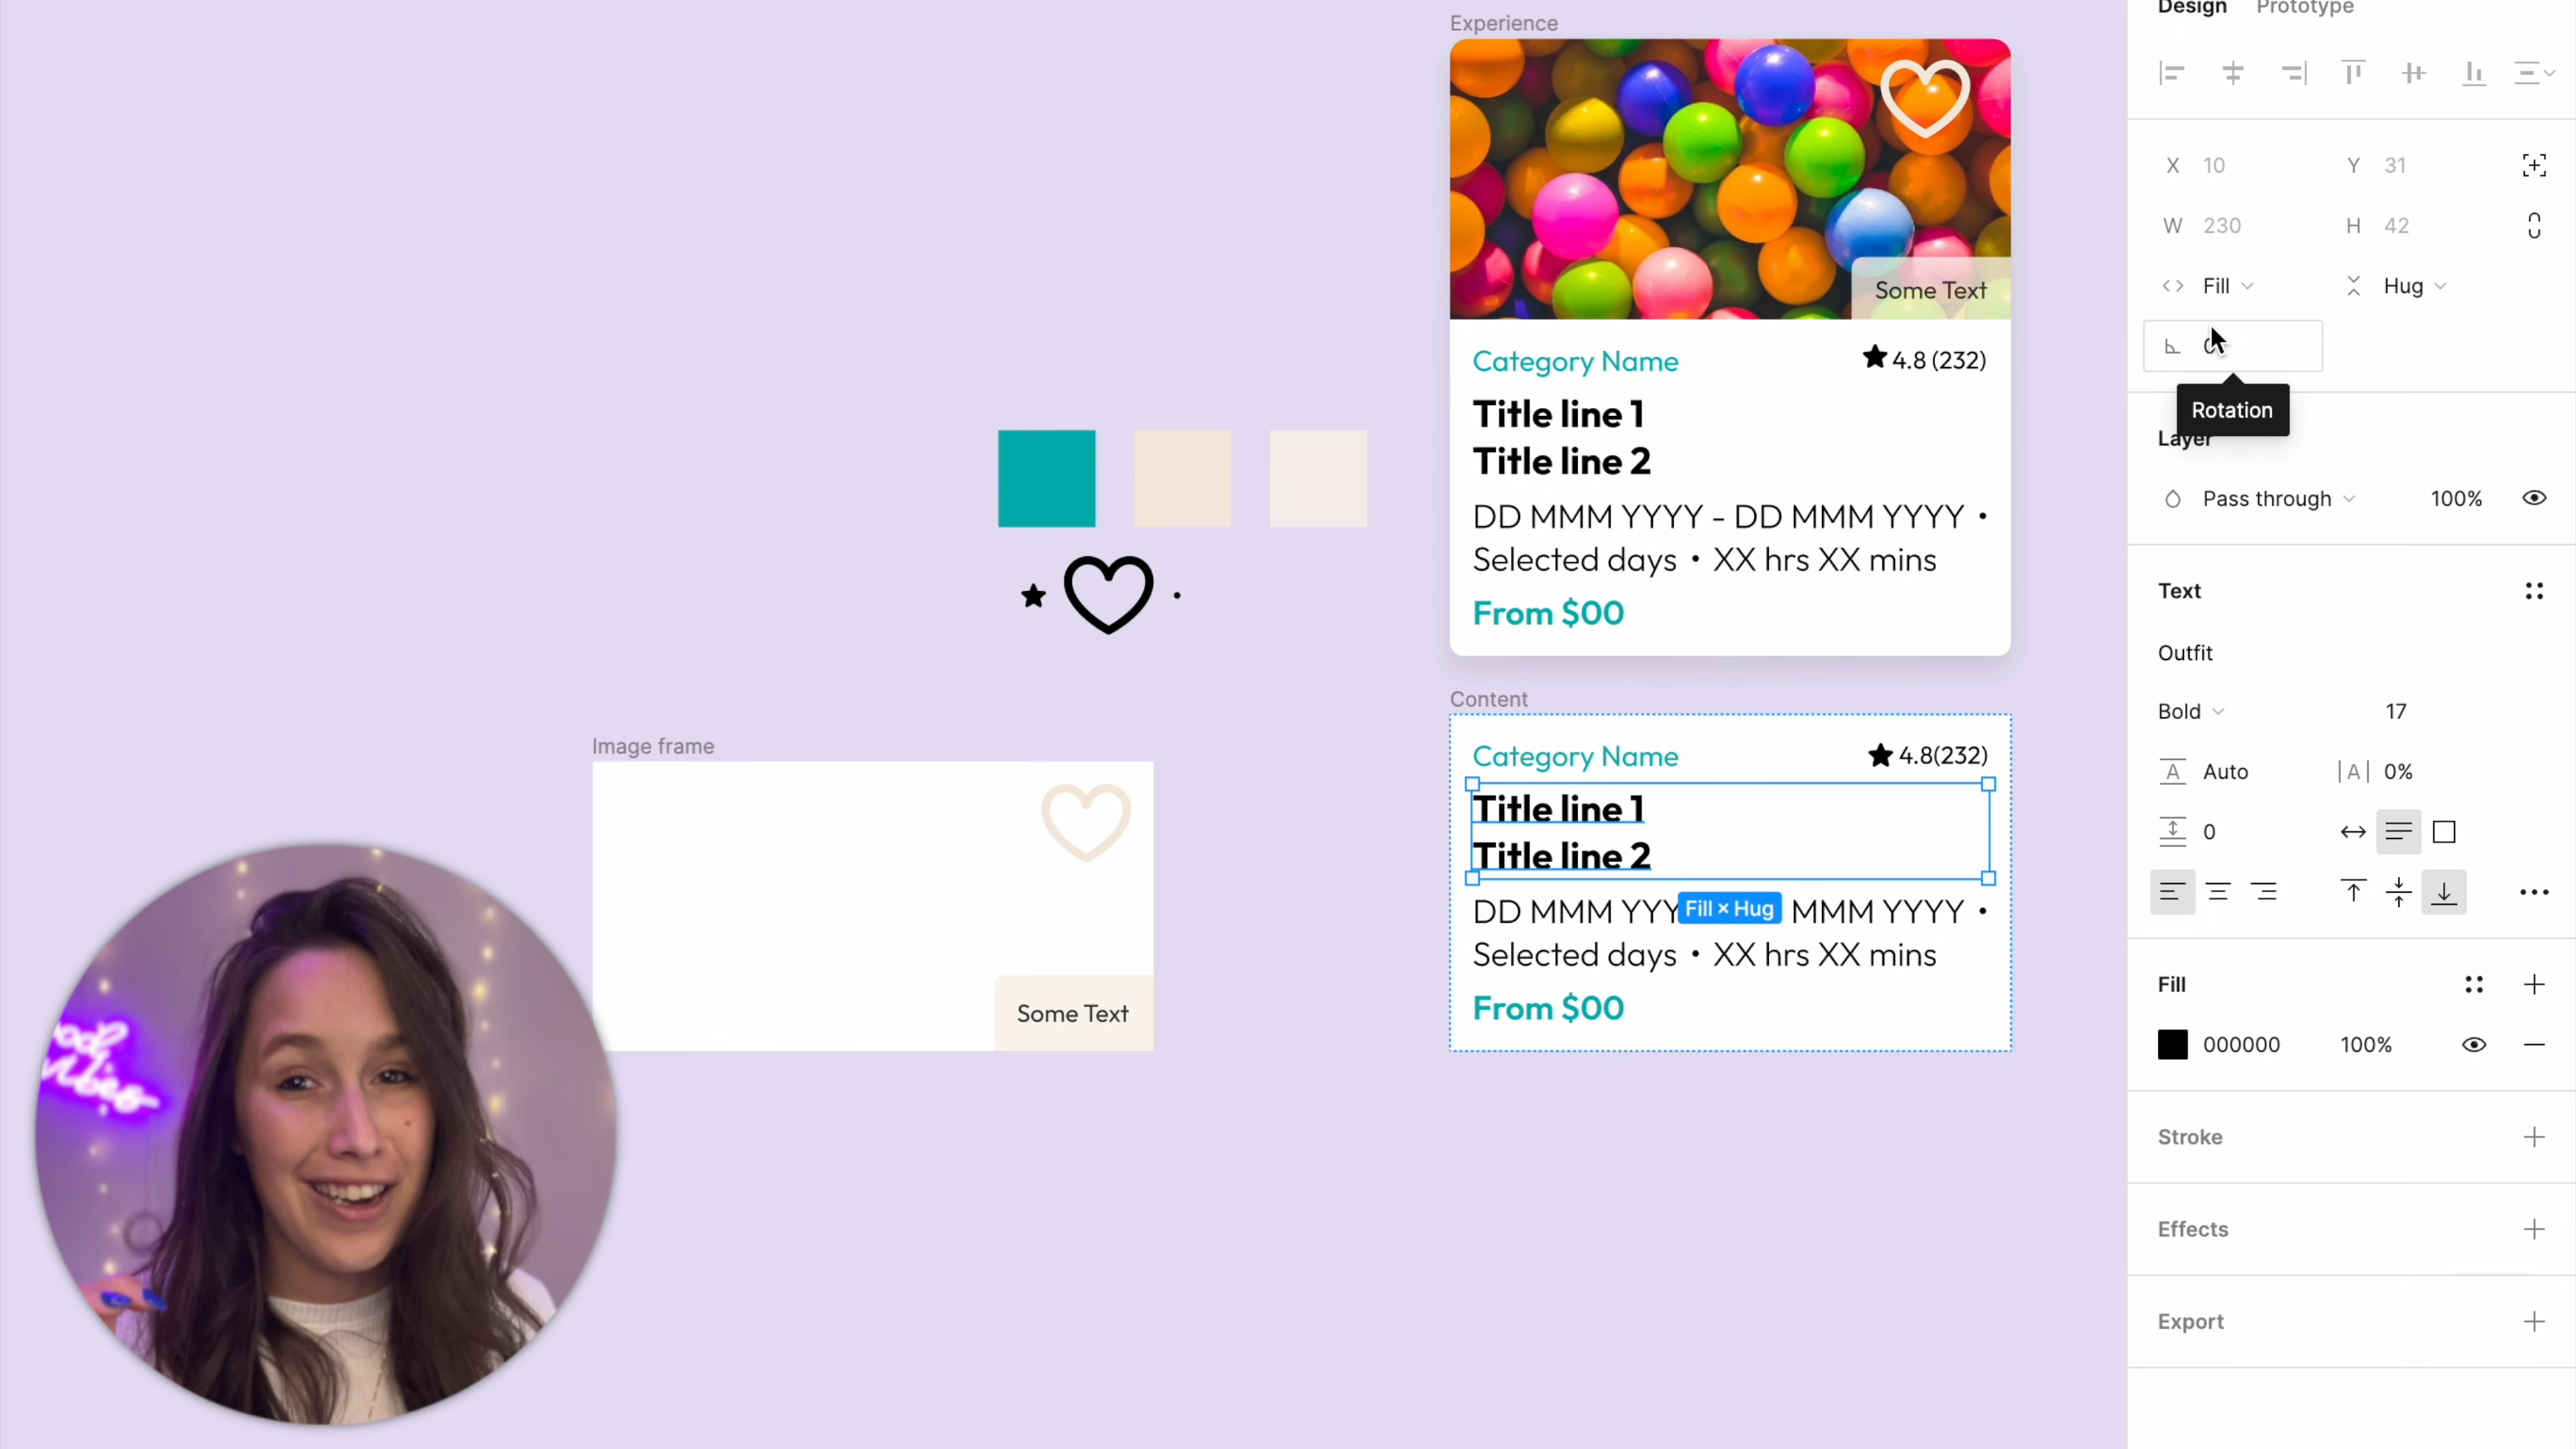 Experience
Some Text
Category Name
4.8 (232)
Title line 1
Title line 2
DD MMM YYYY - DD MMM YYYY •
Selected days • XX hrs XX mins
From $00
Content
Category Name
4.8(232)
Title line 1
Title line 2
DD MMM YYY Fill × Hug MMM YYYY •
Selected days • XX hrs XX mins
From $00
Image frame
Some Text
Design Prototype
X 10 Y 31
W 230 H 42
Fill Hug
Rotation
Layer
Pass through 100%
Text
Outfit
Bold 17
A Auto |A| 0%
0
Fill
000000 100%
Stroke
Effects
Export